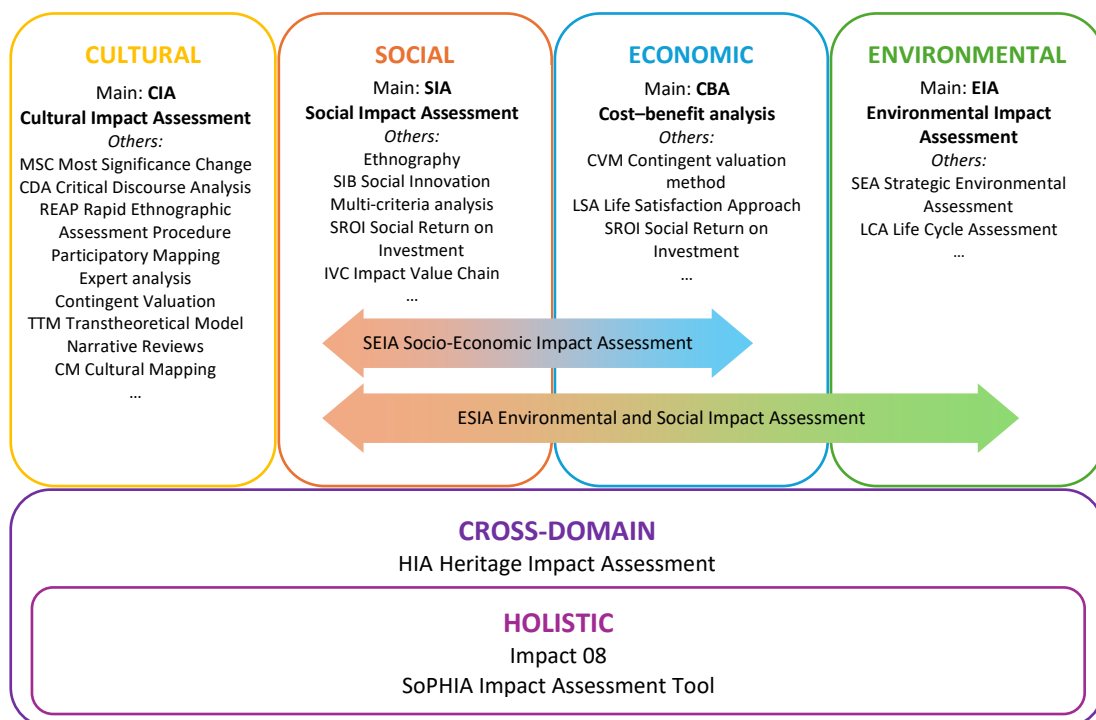 CULTURAL
Main: CIA
Cultural Impact Assessment
Others:
MSC Most Significance Change
CDA Critical Discourse Analysis
REAP Rapid Ethnographic
Assessment Procedure
Participatory Mapping
Expert analysis
Contingent Valuation
TTM Transtheoretical Model
Narrative Reviews
CM Cultural Mapping
…
SOCIAL
Main: SIA
Social Impact Assessment
Others:
Ethnography
SIB Social Innovation
Multi-criteria analysis
SROI Social Return on
Investment
IVC Impact Value Chain
…
ECONOMIC
Main: CBA
Cost–benefit analysis
Others:
CVM Contingent valuation
method
LSA Life Satisfaction Approach
SROI Social Return on
Investment
…
ENVIRONMENTAL
Main: EIA
Environmental Impact
Assessment
Others:
SEA Strategic Environmental
Assessment
LCA Life Cycle Assessment
…
SEIA Socio-Economic Impact Assessment
ESIA Environmental and Social Impact Assessment
CROSS-DOMAIN
HIA Heritage Impact Assessment
HOLISTIC
Impact 08
SoPHIA Impact Assessment Tool